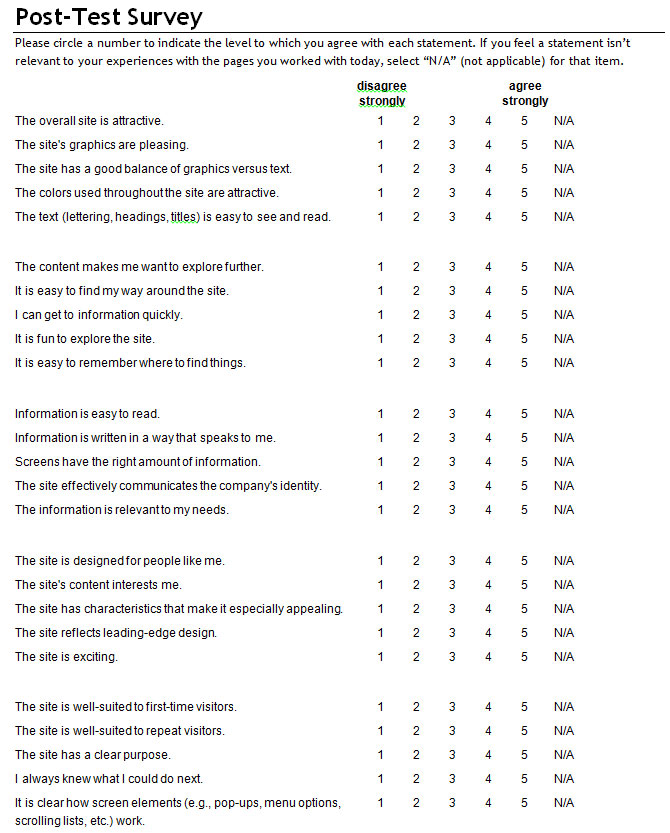 Post-Test Survey
Please circle a number to indicate the level to which you agree with each statement. If you feel a statement isn't
relevant to your experiences with the pages you worked with today, select “N/A” (not applicable) for that item.
disagree agree
strongly strongly
The overall site is attractive. 1 2 3 4 5 N/A
The site's graphics are pleasing. 1 2 3 4 5 N/A
The site has a good balance of graphics versus text. 1 2 3 4 5 N/A
The colors used throughout the site are attractive. 1 2 3 4 5 N/A
The text (lettering, headings, titles) is easy to see and read. 1 2 3 4 5 N/A
The content makes me want to explore further. 1 2 3 4 5 N/A
It is easy to find my way around the site. 1 2 3 4 5 N/A
I can get to information quickly. 1 2 3 4 5 N/A
It is fun to explore the site. 1 2 3 4 5 N/A
It is easy to remember where to find things. 1 2 3 4 5 N/A
Information is easy to read. 1 2 3 4 5 N/A
Information is written in a way that speaks to me. 1 2 3 4 5 N/A
Screens have the right amount of information. 1 2 3 4 5 N/A
The site effectively communicates the company's identity. 1 2 3 4 5 N/A
The information is relevant to my needs. 1 2 3 4 5 N/A
The site is designed for people like me. 1 2 3 4 5 N/A
The site's content interests me. 1 2 3 4 5 N/A
The site has characteristics that make it especially appealing. 1 2 3 4 5 N/A
The site reflects leading-edge design. 1 2 3 4 5 N/A
The site is exciting. 1 2 3 4 5 N/A
The site is well-suited to first-time visitors. 1 2 3 4 5 N/A
The site is well-suited to repeat visitors. 1 2 3 4 5 N/A
The site has a clear purpose. 1 2 3 4 5 N/A
I always knew what I could do next. 1 2 3 4 5 N/A
It is clear how screen elements (e.g., pop-ups, menu options, 1 2 3 4 5 N/A
scrolling lists, etc.) work.